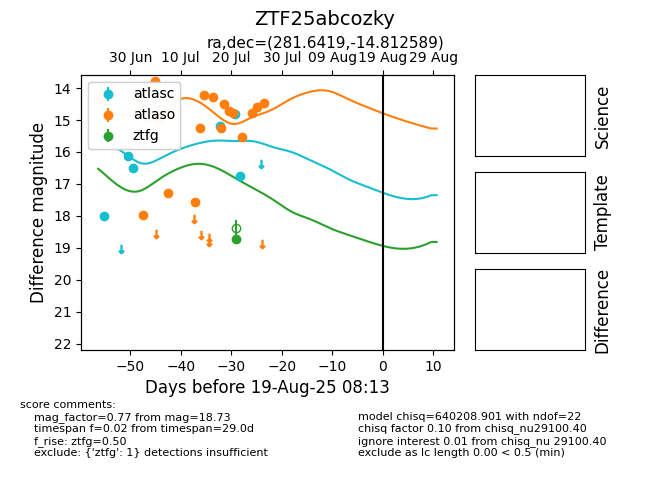 ZTF25abcozky
ra,dec=(281.6419,-14.812589)
30 Jun 10 Jul 20 Jul 30 Jul 09 Aug 19 Aug 29 Aug
atlasc
atlaso
ztfg
14
15
16
17
18
19
20
21
22
Difference magnitude
−50 −40 −30 −20 −10 0 10
Days before 19-Aug-25 08:13
Science
Template
Difference
score comments:
mag_factor=0.77 from mag=18.73
timespan f=0.02 from timespan=29.0d
f_rise: ztfg=0.50
exclude: {'ztfg': 1} detections insufficient
model chisq=640208.901 with ndof=22
chisq factor 0.10 from chisq_nu29100.40
ignore interest 0.01 from chisq_nu 29100.40
exclude as lc length 0.00 < 0.5 (min)